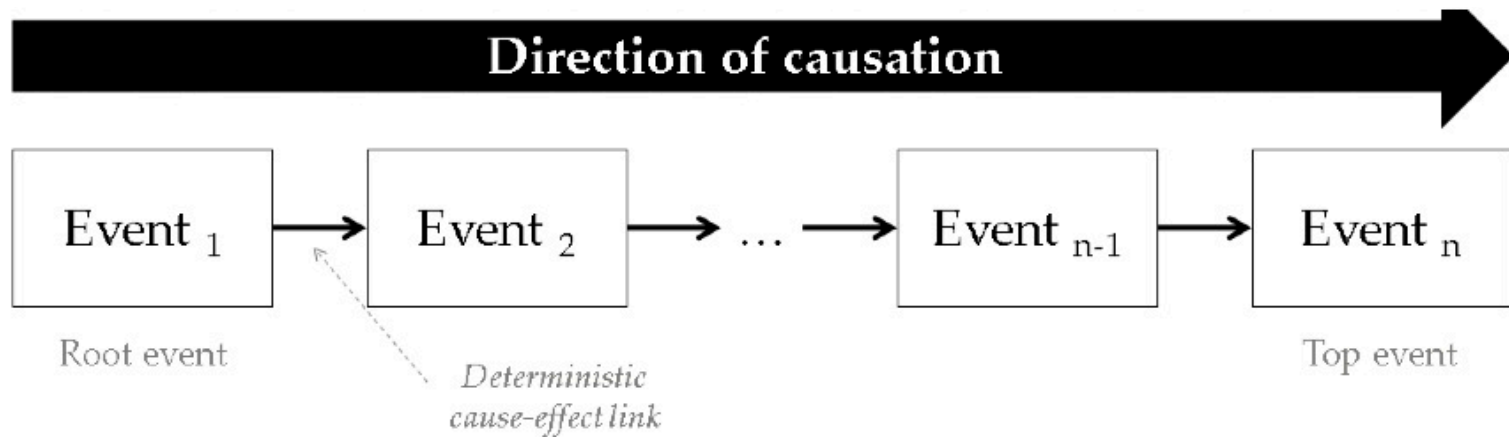 Direction of causation
Event 1
Event 2
...
Event n-1
Event n
Root event
Top event
Deterministic
cause-effect link